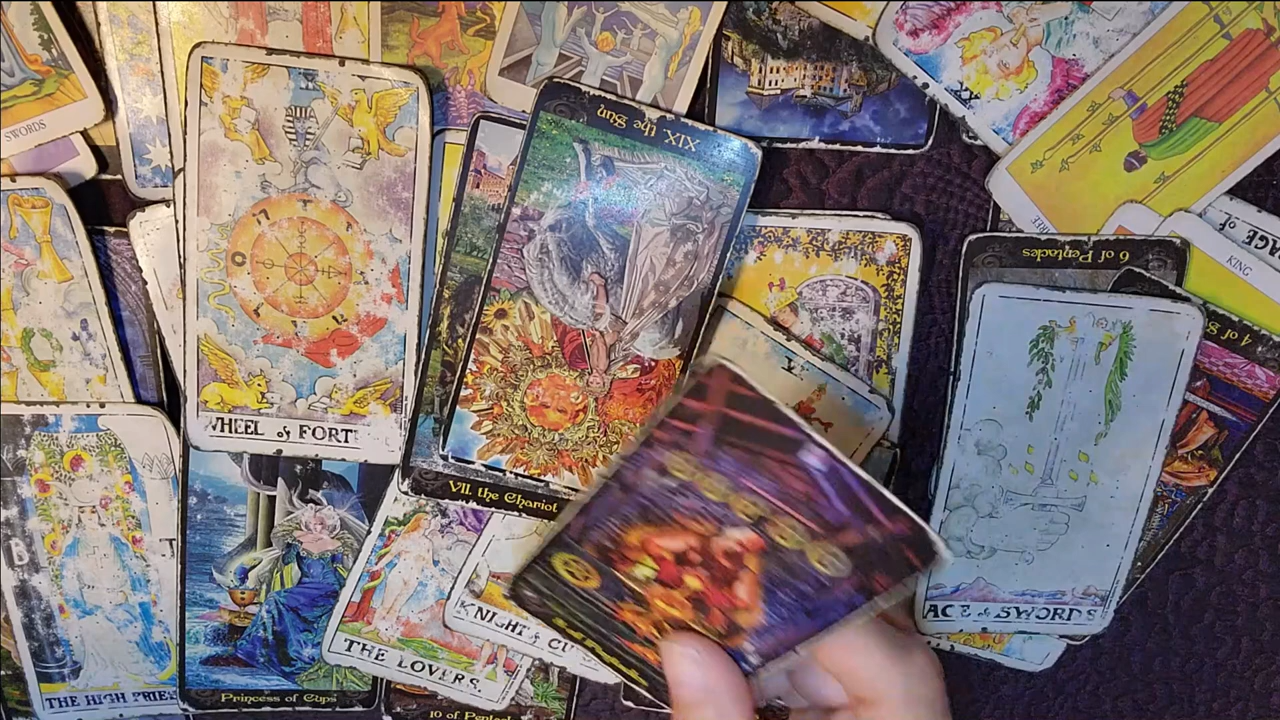 SWORDS
XIX. the Sun
6 of Pentacles
KING
WHEEL of FORT
VII. the Chariot
4 of
ACE of SWORDS
KNIGHT of CU
THE LOVERS.
THE HIGH PRIES
Princess of Cups
10 of Pentacl